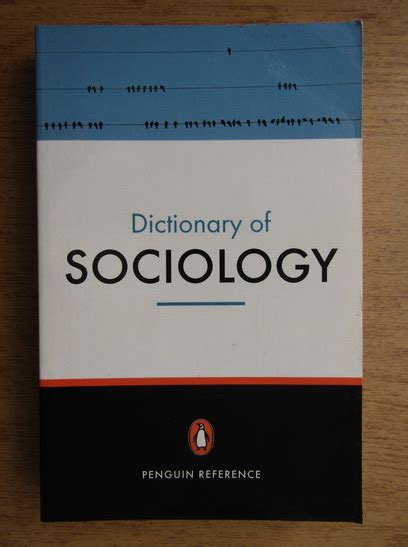 Dictionary of
SOCIOLOGY
PENGUIN REFERENCE